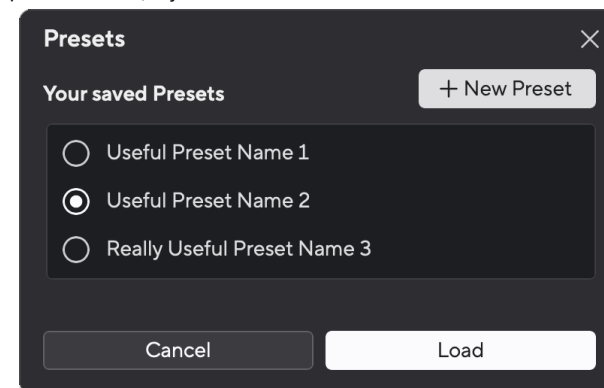 Presets
Your saved Presets
+ New Preset
Useful Preset Name 1
Useful Preset Name 2
Really Useful Preset Name 3
Cancel
Load